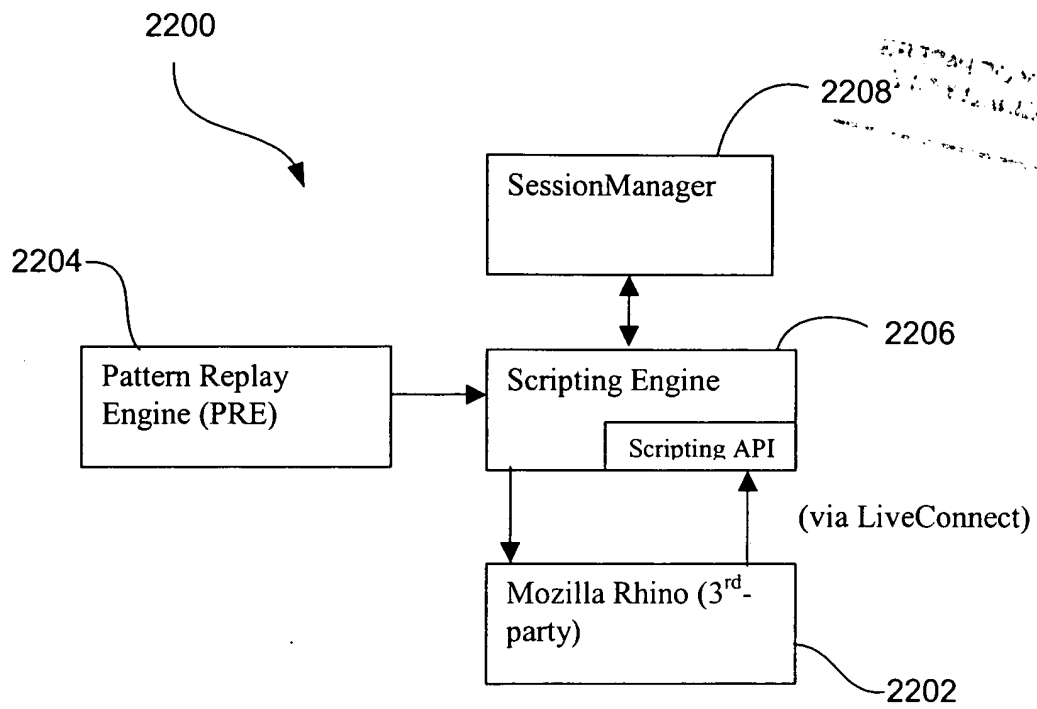 2200
2208
SessionManager
2204
2206
Pattern Replay
Engine (PRE)
Scripting Engine
Scripting API
(via LiveConnect)
Mozilla Rhino (3rd-
party)
2202